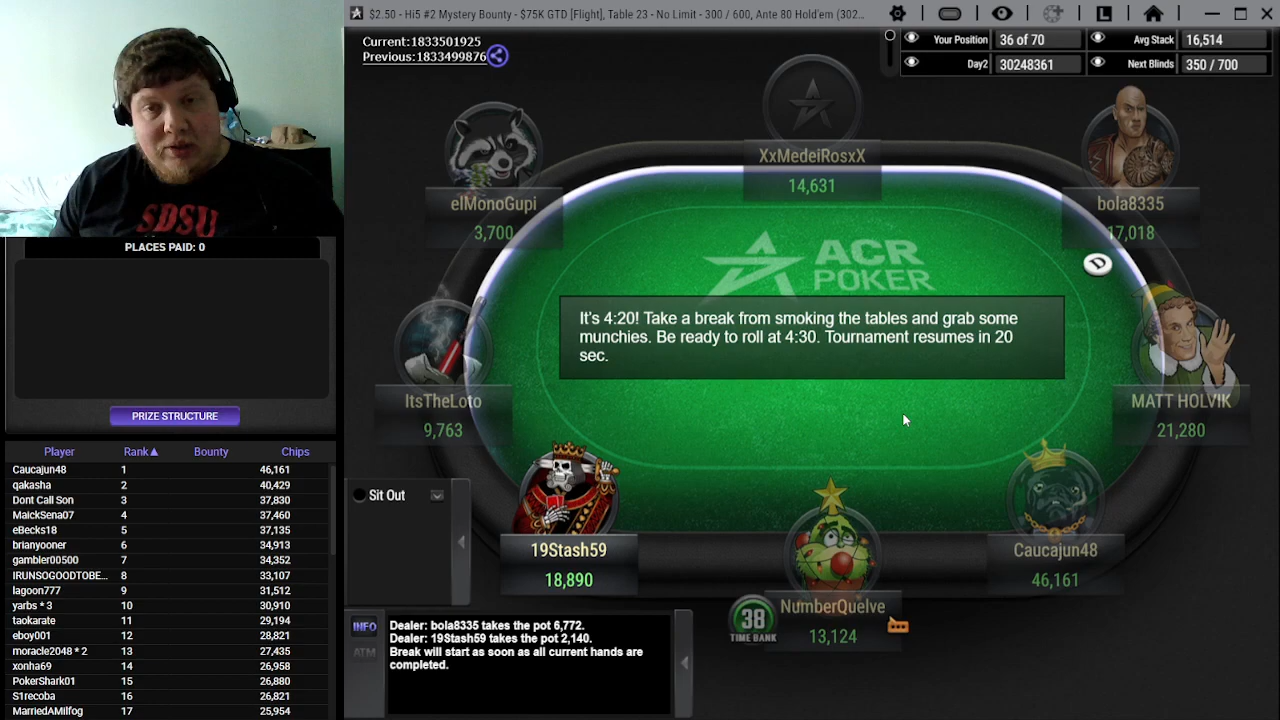 $2.50 - Hi5 #2 Mystery Bounty - $75K GTD [Flight], Table 23 - No Limit - 300 / 600, Ante 80 Hold'em (302...
Current:1833501925
Previous:1833499876
Your Position 36 of 70 Avg Stack 16,514
Day2 30248361 Next Blinds 350 / 700
SDSU
PLACES PAID: 0
PRIZE STRUCTURE
Player Rank▲ Bounty Chips
Caucajun48 1 46,161
qakasha 2 40,429
Dont Call Son 3 37,830
MaickSena07 4 37,460
eBecks18 5 37,135
brianyooner 6 34,913
gambler00500 7 34,352
IRUNSOGOODTOBE... 8 33,107
lagoon777 9 31,512
yarbs * 3 10 30,910
taokarate 11 29,194
eboy001 12 28,821
moracle2048 * 2 13 27,435
xonha69 14 26,958
PokerShark01 15 26,880
S1recoba 16 26,821
MarriedAMilfog 17 25,954
XxMedeiRosxX
14,631
elMonoGupi
3,700
bola8335
17,018
D
ACR
POKER
It's 4:20! Take a break from smoking the tables and grab some
munchies. Be ready to roll at 4:30. Tournament resumes in 20
sec.
ItsTheLoto
9,763
MATT HOLVIK
21,280
Sit Out
19Stash59
18,890
Caucajun48
46,161
NumberQuelve
13,124
38
TIME BANK
INFO
ATM
Dealer: bola8335 takes the pot 6,772.
Dealer: 19Stash59 takes the pot 2,140.
Break will start as soon as all current hands are
completed.